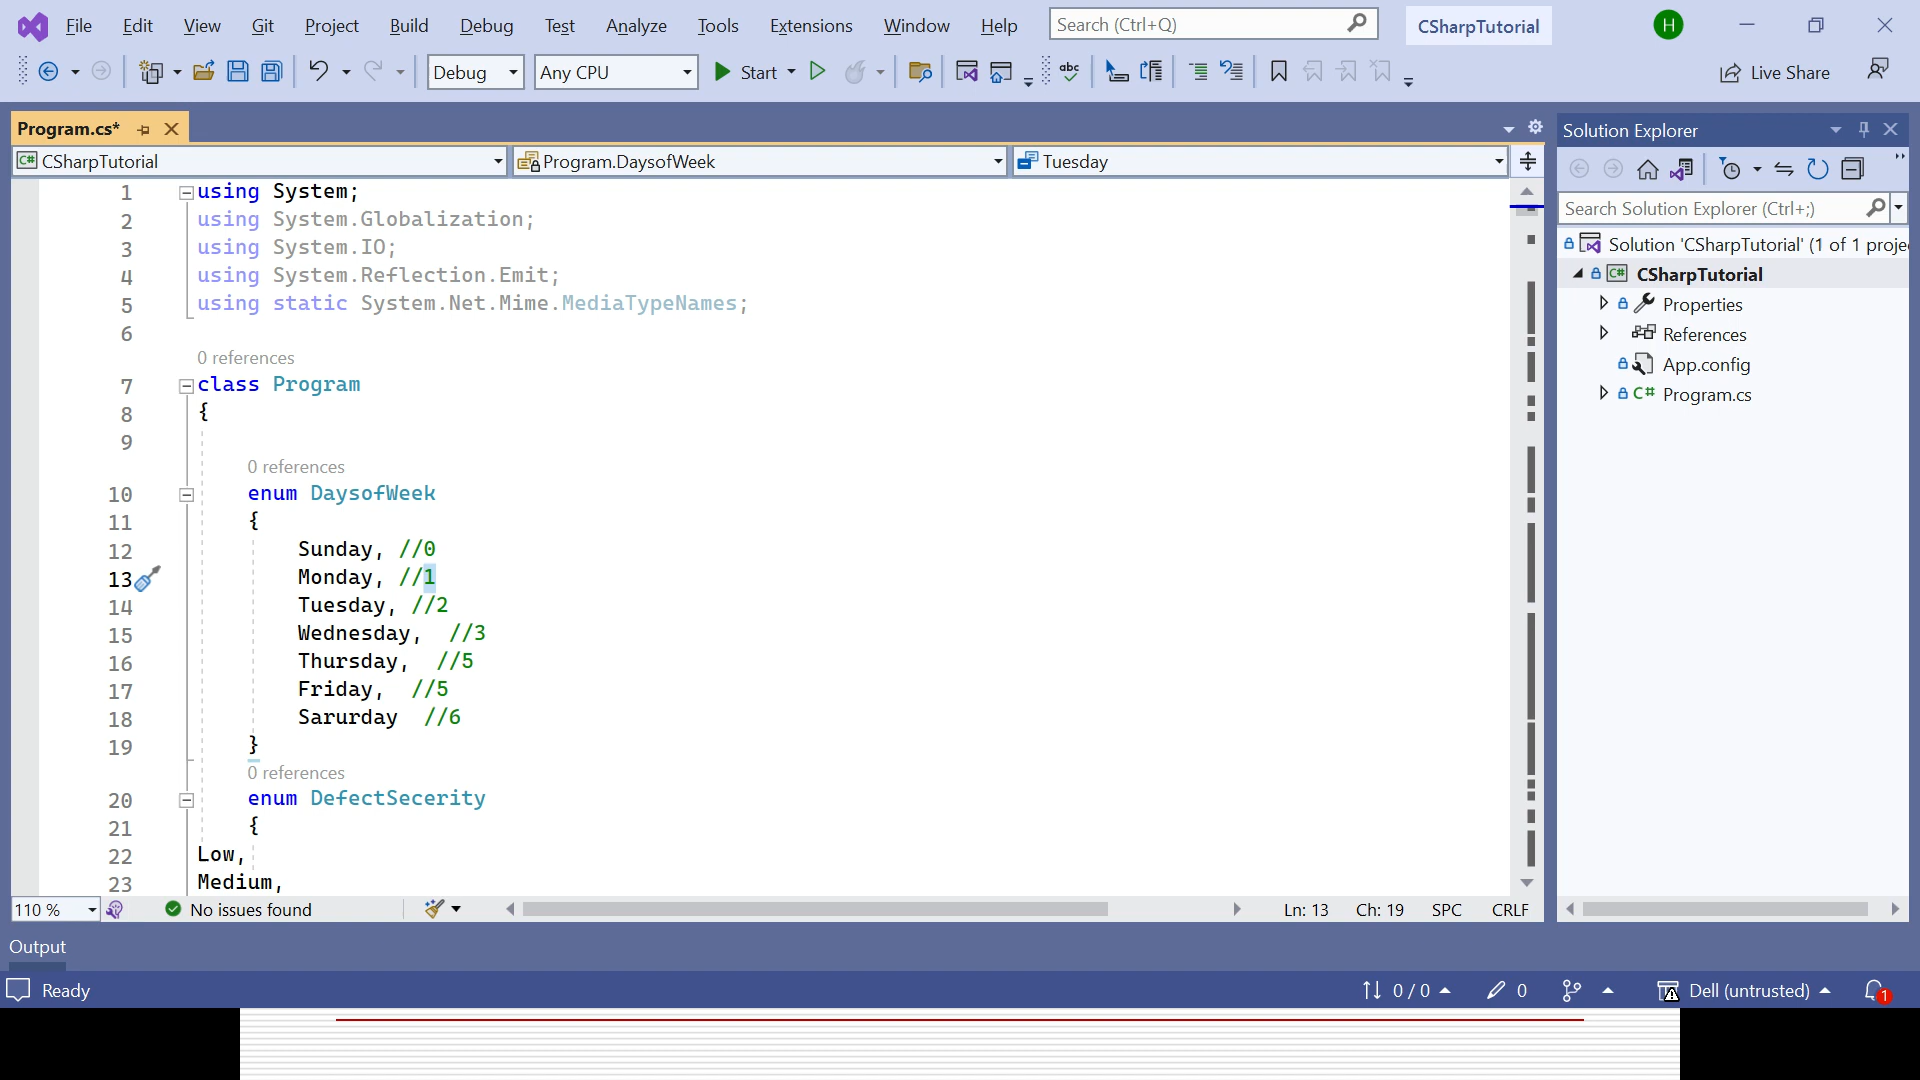 File Edit View Git Project Build Debug Test Analyze Tools Extensions Window Help Search (Ctrl+Q) CSharpTutorial H
Debug Any CPU Start abc Live Share
Program.cs*
C# CSharpTutorial Program.DaysofWeek Tuesday
1 using System;
2 using System.Globalization;
3 using System.IO;
4 using System.Reflection.Emit;
5 using static System.Net.Mime.MediaTypeNames;
6
0 references
7 class Program
8 {
9
0 references
10 enum DaysofWeek
11 {
12 Sunday, //0
13 Monday, //1
14 Tuesday, //2
15 Wednesday, //3
16 Thursday, //5
17 Friday, //5
18 Sarurday //6
19 }
0 references
20 enum DefectSecerity
21 {
22 Low,
23 Medium,
110 % No issues found Ln: 13 Ch: 19 SPC CRLF
Solution Explorer
Search Solution Explorer (Ctrl+;)
Solution 'CSharpTutorial' (1 of 1 proje
C# CSharpTutorial
Properties
References
App.config
C# Program.cs
Output
Ready 0 / 0 0 Dell (untrusted) 1